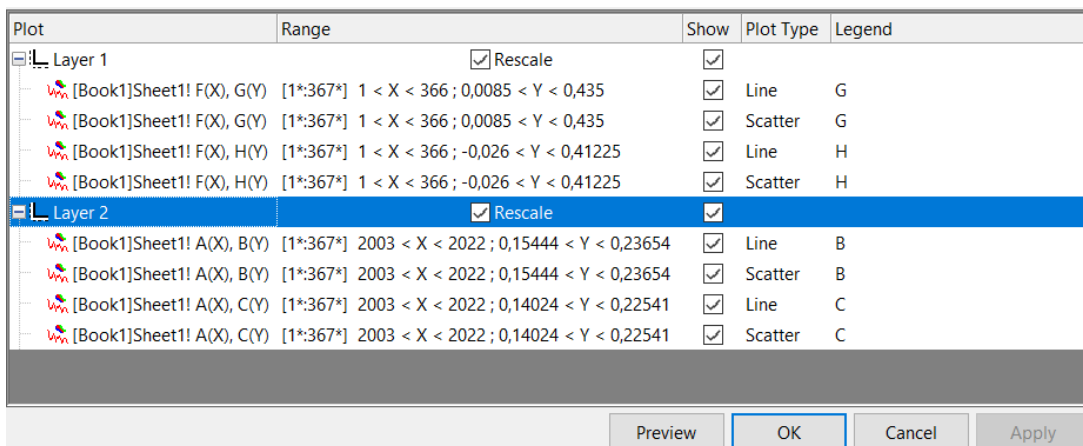 Plot Range Show Plot Type Legend
Layer 1 Rescale
[Book1]Sheet1! F(X), G(Y) [1*:367*] 1 < X < 366 ; 0,0085 < Y < 0,435 Line G
[Book1]Sheet1! F(X), G(Y) [1*:367*] 1 < X < 366 ; 0,0085 < Y < 0,435 Scatter G
[Book1]Sheet1! F(X), H(Y) [1*:367*] 1 < X < 366 ; -0,026 < Y < 0,41225 Line H
[Book1]Sheet1! F(X), H(Y) [1*:367*] 1 < X < 366 ; -0,026 < Y < 0,41225 Scatter H
Layer 2 Rescale
[Book1]Sheet1! A(X), B(Y) [1*:367*] 2003 < X < 2022 ; 0,15444 < Y < 0,23654 Line B
[Book1]Sheet1! A(X), B(Y) [1*:367*] 2003 < X < 2022 ; 0,15444 < Y < 0,23654 Scatter B
[Book1]Sheet1! A(X), C(Y) [1*:367*] 2003 < X < 2022 ; 0,14024 < Y < 0,22541 Line C
[Book1]Sheet1! A(X), C(Y) [1*:367*] 2003 < X < 2022 ; 0,14024 < Y < 0,22541 Scatter C
Preview OK Cancel Apply